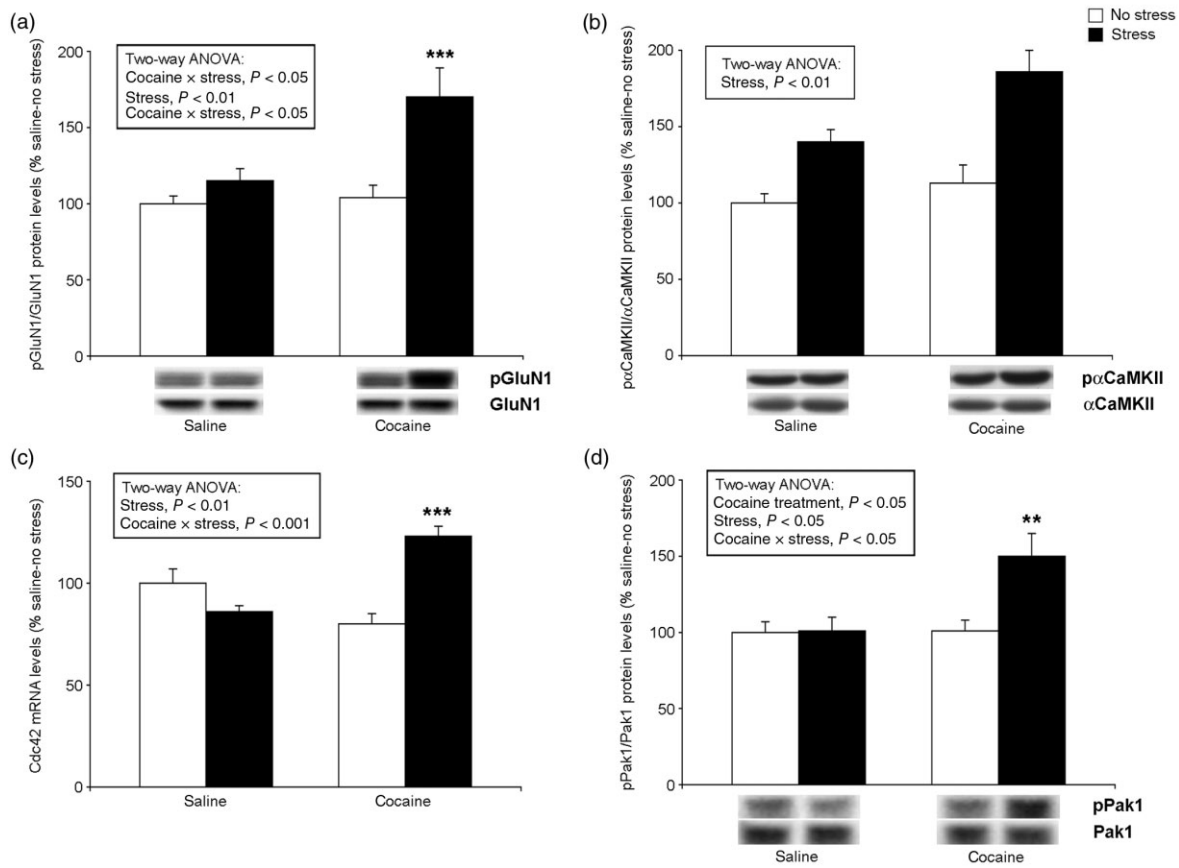 (a)
200
150
100
50
0
pGluN1/GluN1 protein levels (% saline-no stress)
Two-way ANOVA:
Cocaine × stress, P < 0.05
Stress, P < 0.01
Cocaine × stress, P < 0.05
***
pGluN1
GluN1
Saline
Cocaine
(b)
No stress
Stress
200
150
100
50
0
pαCaMKII/αCaMKII protein levels (% saline-no stress)
Two-way ANOVA:
Stress, P < 0.01
pαCaMKII
αCaMKII
Saline
Cocaine
(c)
150
100
50
0
Cdc42 mRNA levels (% saline-no stress)
Two-way ANOVA:
Stress, P < 0.01
Cocaine × stress, P < 0.001
***
Saline
Cocaine
(d)
200
150
100
50
0
pPak1/Pak1 protein levels (% saline-no stress)
Two-way ANOVA:
Cocaine treatment, P < 0.05
Stress, P < 0.05
Cocaine × stress, P < 0.05
**
pPak1
Pak1
Saline
Cocaine